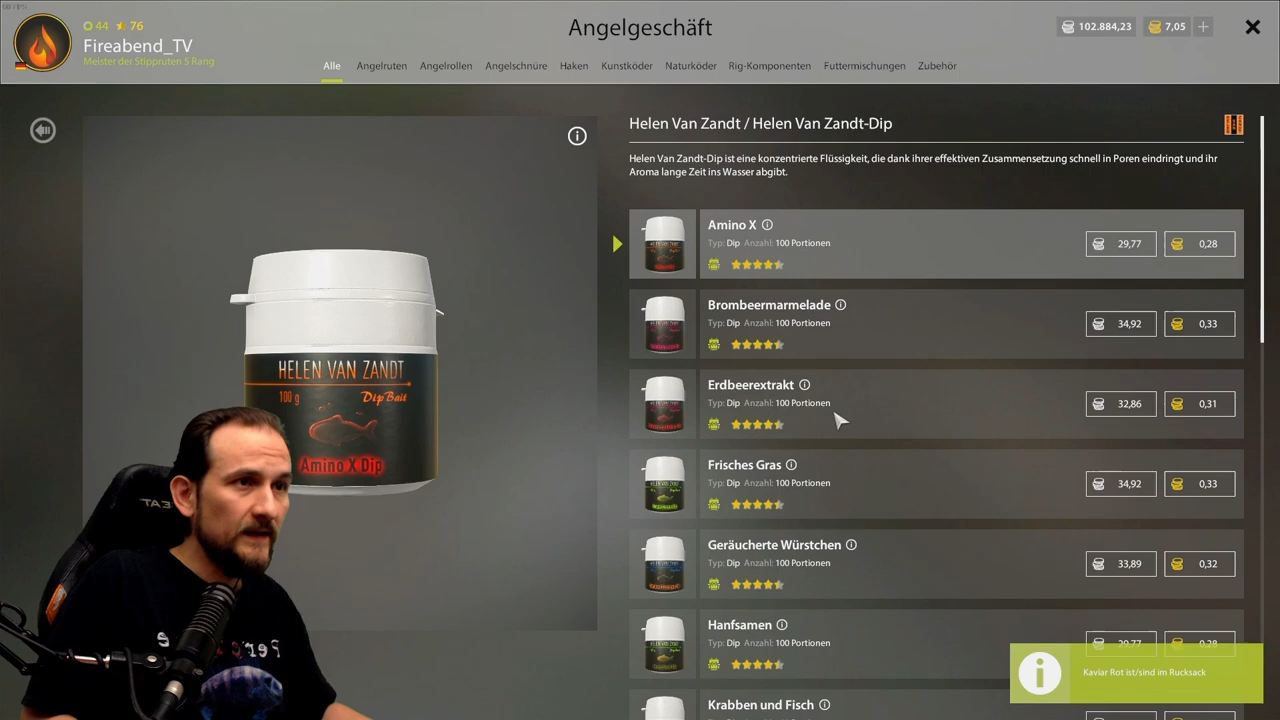 44 76
Fireabend_TV
Meister der Stippruten 5 Rang
Angelgeschäft
102.884,23 7,05
Alle Angelruten Angelrollen Angelschnüre Haken Kunstköder Naturköder Rig-Komponenten Futtermischungen Zubehör
HELEN VAN ZANDT
100 g DipBait
Amino X Dip
Helen Van Zandt / Helen Van Zandt-Dip
Helen Van Zandt-Dip ist eine konzentrierte Flüssigkeit, die dank ihrer effektiven Zusammensetzung schnell in Poren eindringt und ihr
Aroma lange Zeit ins Wasser abgibt.
Amino X
Typ: Dip Anzahl: 100 Portionen
29,77 0,28
Brombeermarmelade
Typ: Dip Anzahl: 100 Portionen
34,92 0,33
Erdbeerextrakt
Typ: Dip Anzahl: 100 Portionen
32,86 0,31
Frisches Gras
Typ: Dip Anzahl: 100 Portionen
34,92 0,33
Geräucherte Würstchen
Typ: Dip Anzahl: 100 Portionen
33,89 0,32
Hanfsamen
Typ: Dip Anzahl: 100 Portionen
29,77 0,28
Krabben und Fisch
Kaviar Rot ist/sind im Rucksack